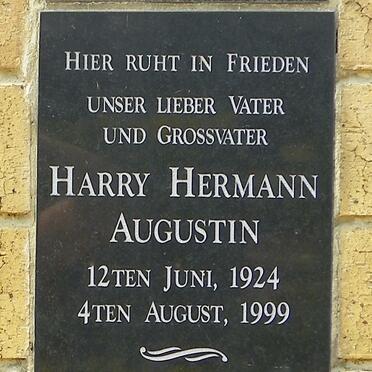 Hier ruht in Frieden
unser lieber Vater
und Grossvater
Harry Hermann
Augustin
12ten Juni, 1924
4ten August, 1999